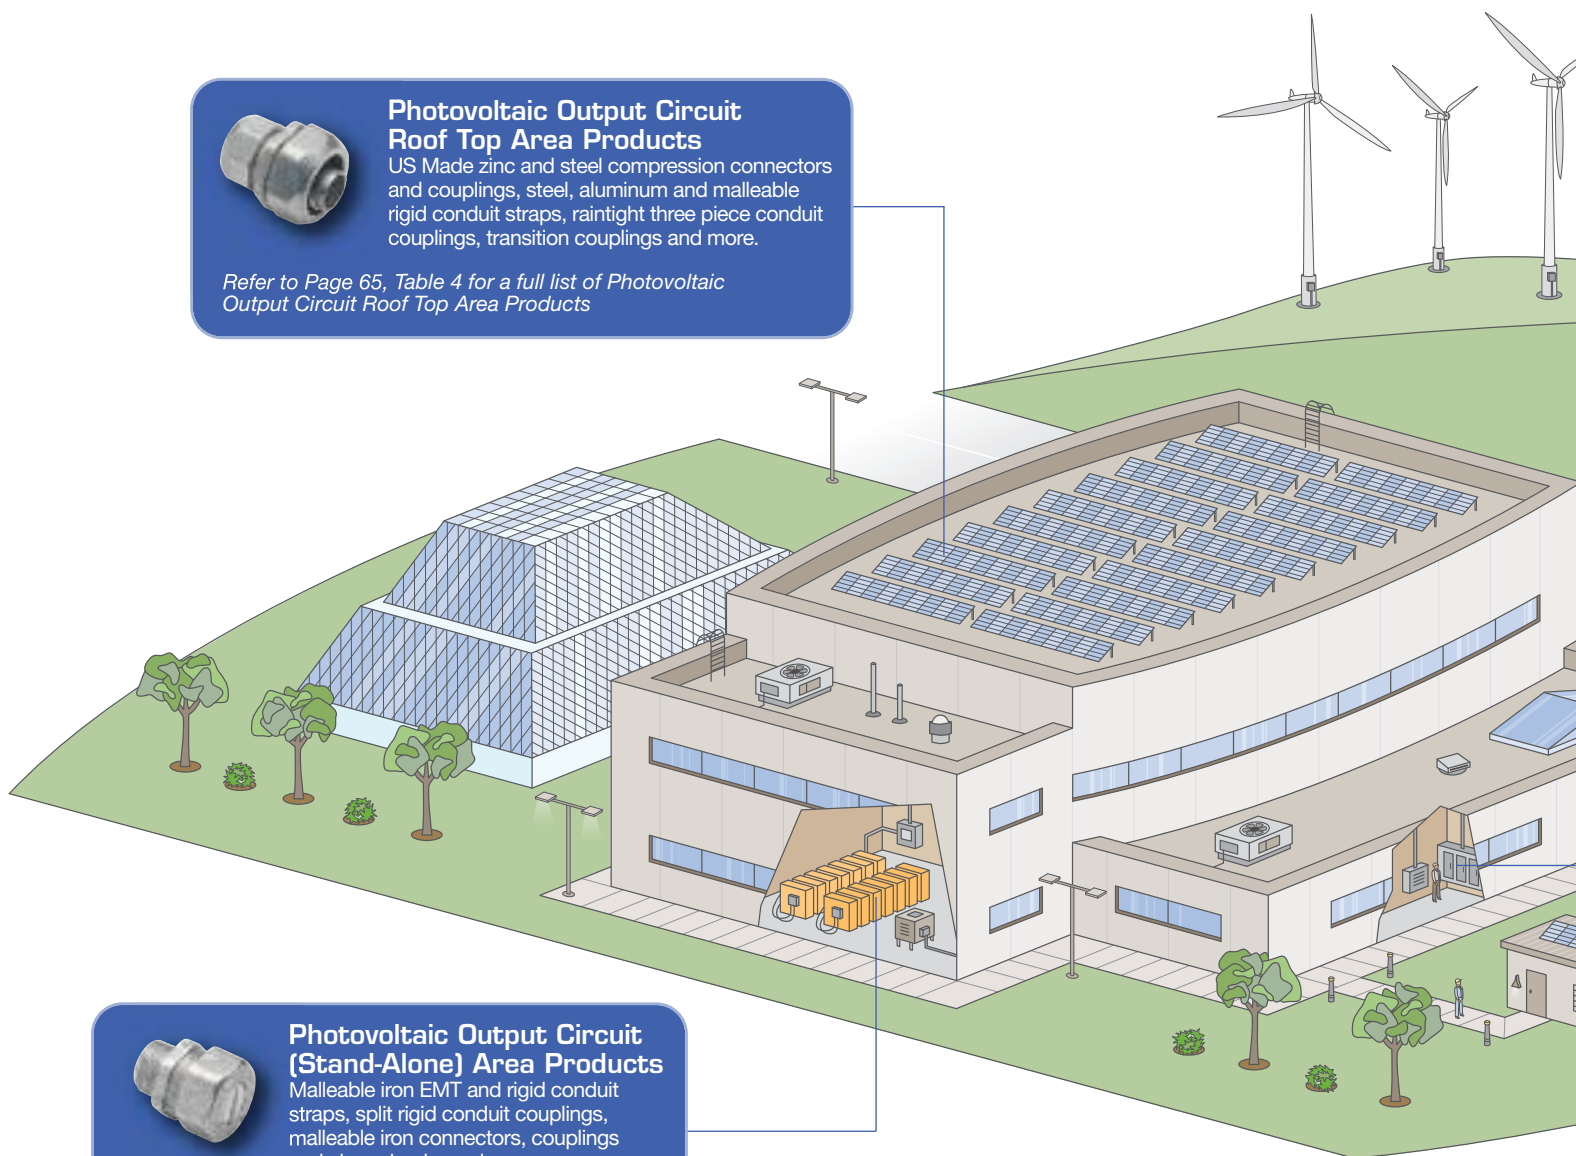 Photovoltaic Output Circuit
Roof Top Area Products
US Made zinc and steel compression connectors
and couplings, steel, aluminum and malleable
rigid conduit straps, raintight three piece conduit
couplings, transition couplings and more.
Refer to Page 65, Table 4 for a full list of Photovoltaic
Output Circuit Roof Top Area Products
Photovoltaic Output Circuit
(Stand-Alone) Area Products
Malleable iron EMT and rigid conduit
straps, split rigid conduit couplings,
malleable iron connectors, couplings